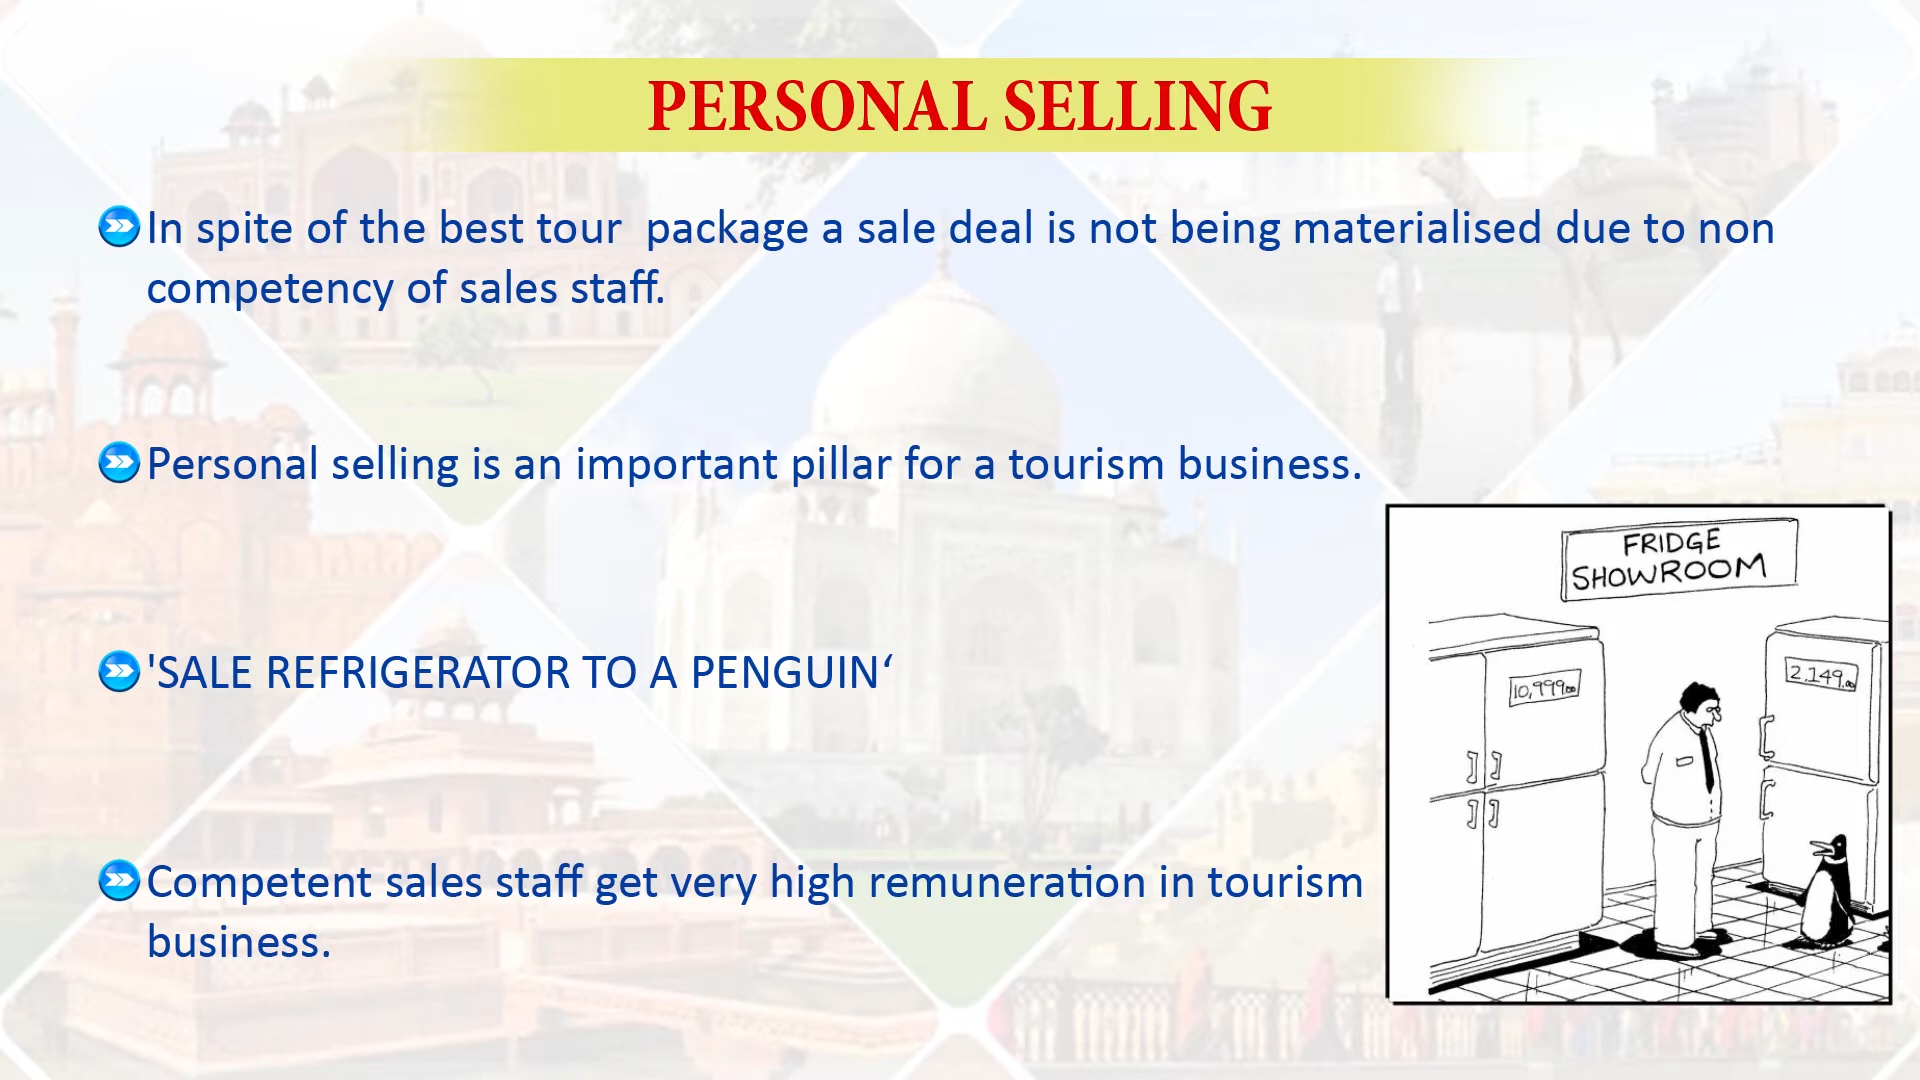 PERSONAL SELLING
In spite of the best tour  package a sale deal is not being materialised due to non
competency of sales staff.
Personal selling is an important pillar for a tourism business.
'SALE REFRIGERATOR TO A PENGUIN‘
Competent sales staff get very high remuneration in tourism
business.
FRIDGE
SHOWROOM
10,999.00
2,149.00